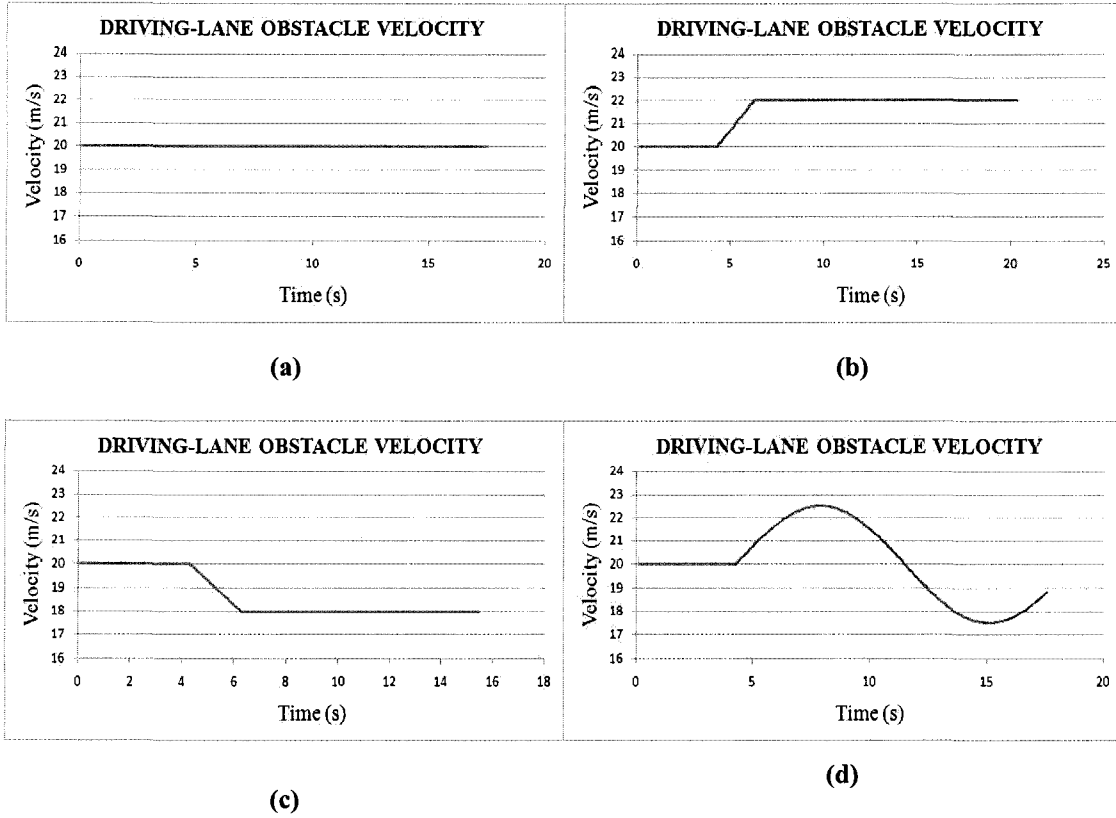 DRIVING-LANE OBSTACLE VELOCITY
24
23
22
21
20
19
18
17
16
Velocity (m/s)
0 5 10 15 20
Time (s)
(a)
DRIVING-LANE OBSTACLE VELOCITY
24
23
22
21
20
19
18
17
16
Velocity (m/s)
0 5 10 15 20 25
Time (s)
(b)
DRIVING-LANE OBSTACLE VELOCITY
24
23
22
21
20
19
18
17
16
Velocity (m/s)
0 2 4 6 8 10 12 14 16 18
Time (s)
(c)
DRIVING-LANE OBSTACLE VELOCITY
24
23
22
21
20
19
18
17
16
Velocity (m/s)
0 5 10 15 20
Time (s)
(d)